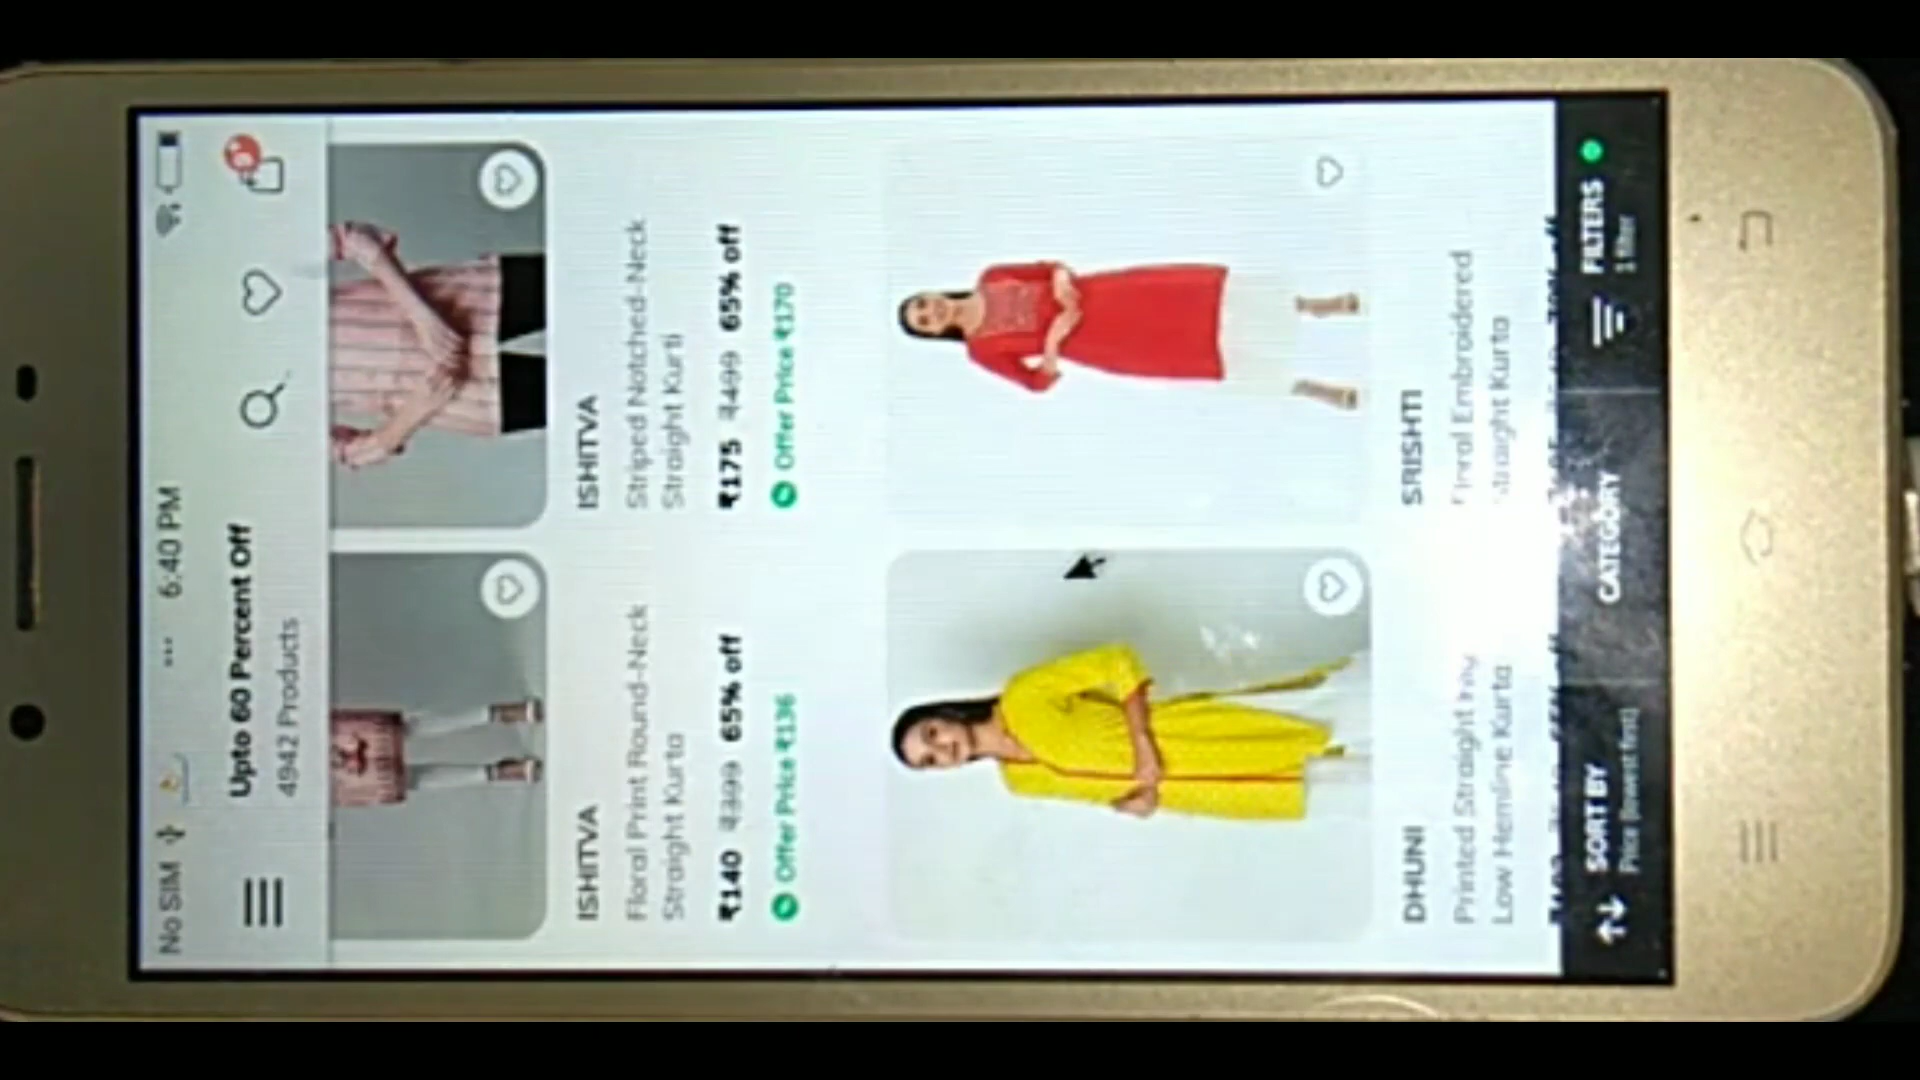 No SIM
... 6:40 PM
Upto 60 Percent Off
4942 Products
ISHITVA
Floral Print Round-Neck
Straight Kurta
₹140 ₹399 65% off
Offer Price ₹136
ISHITVA
Striped Notched-Neck
Straight Kurti
₹175 ₹499 65% off
Offer Price ₹170
DHUNI
Printed Straight
Low Hemline Kurta
SRISHTI
Floral Embroidered
Straight Kurta
SORT BY
Price (lowest first)
CATEGORY
FILTERS
1 filter